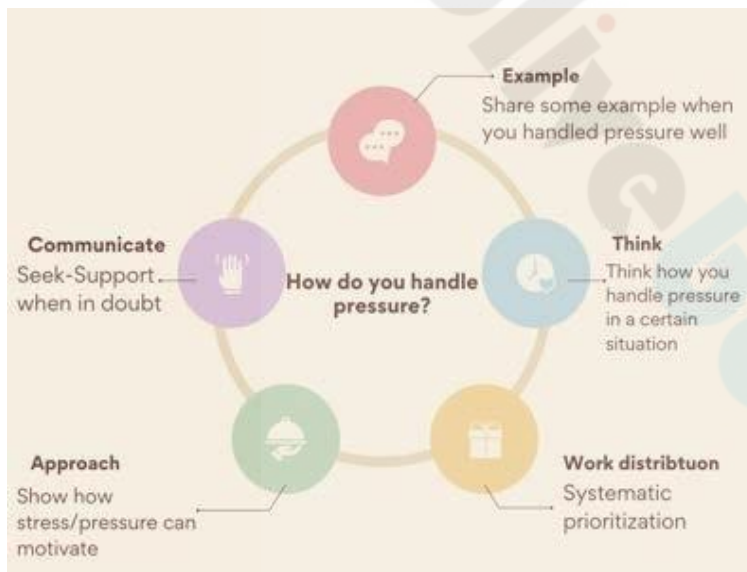 Example
Share some example when
you handled pressure well
Communicate
Seek-Support
when in doubt
How do you handle
pressure?
Think
Think how you
handle pressure
in a certain
situation
Approach
Show how
stress/pressure can
motivate
Work distribtuon
Systematic
prioritization